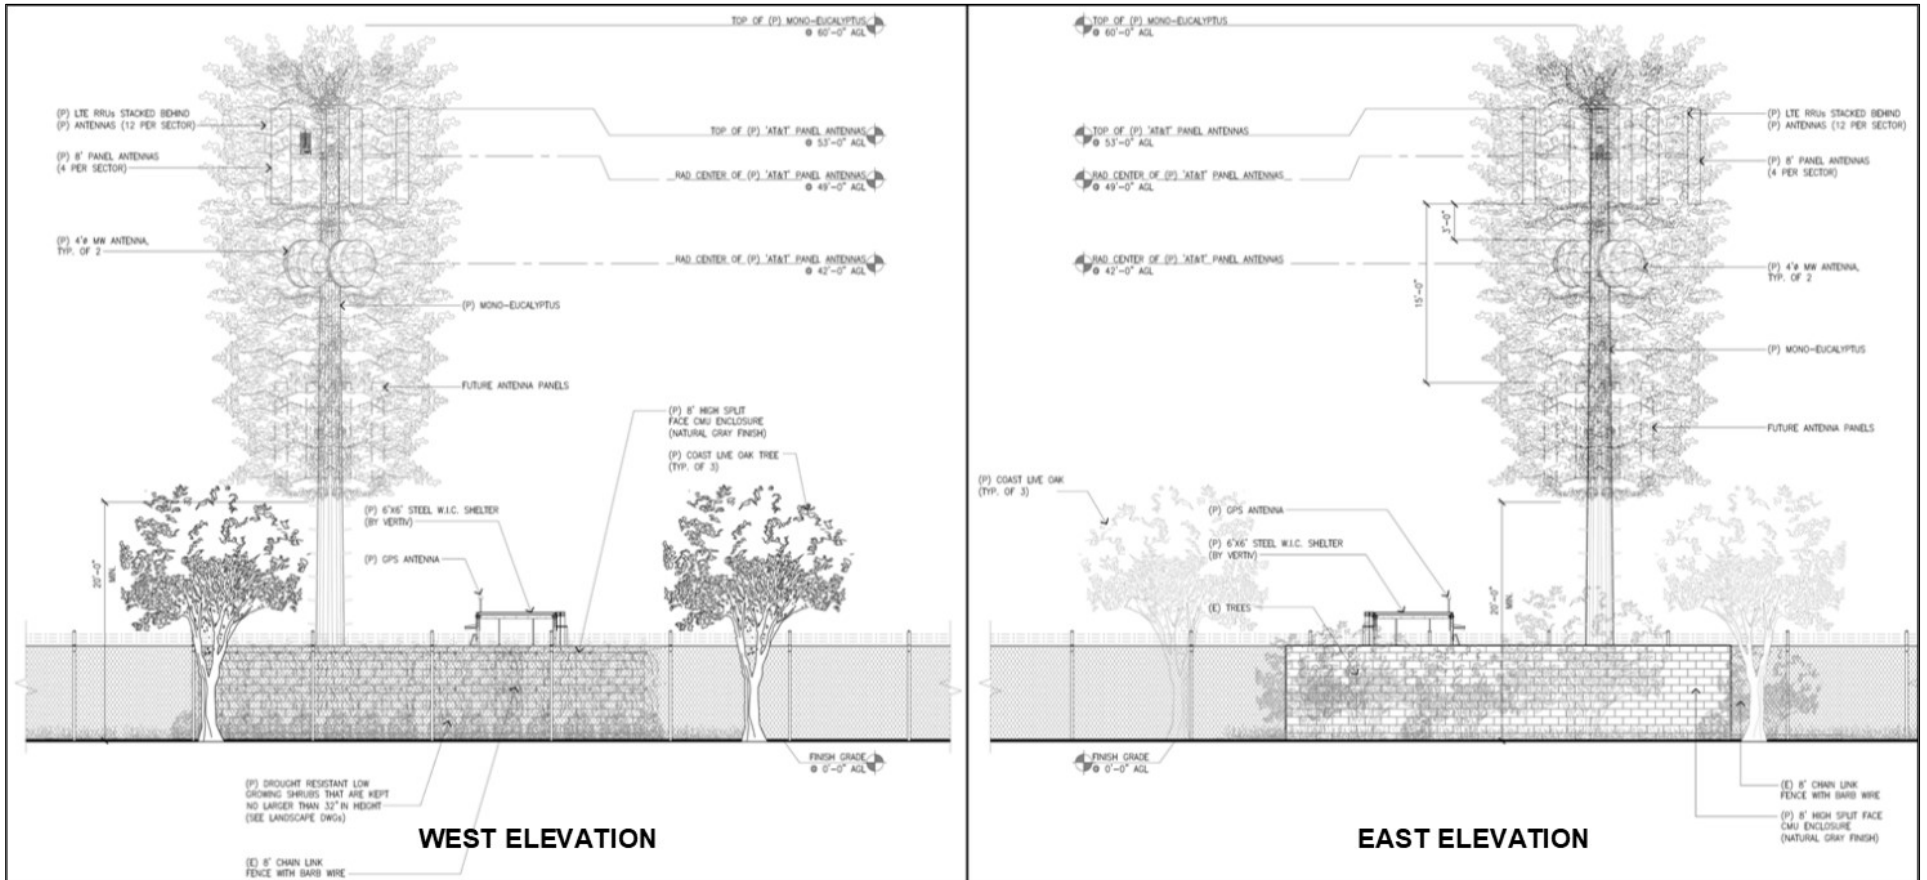 TOP OF (P) MONO-EUCALYPTUS
@ 60'-0" AGL
(P) LTE RRUs STACKED BEHIND
(P) ANTENNAS (12 PER SECTOR)
TOP OF (P) 'AT&T' PANEL ANTENNAS
@ 53'-0" AGL
(P) 8' PANEL ANTENNAS
(4 PER SECTOR)
RAD CENTER OF (P) 'AT&T' PANEL ANTENNAS
@ 49'-0" AGL
(P) 4'ø MW ANTENNA,
TYP. OF 2
RAD CENTER OF (P) 'AT&T' PANEL ANTENNAS
@ 42'-0" AGL
(P) MONO-EUCALYPTUS
FUTURE ANTENNA PANELS
(P) 8' HIGH SPLIT
FACE CMU ENCLOSURE
(NATURAL GRAY FINISH)
(P) COAST LIVE OAK TREE
(TYP. OF 3)
(P) 6'X6' STEEL W.I.C. SHELTER
(BY VERTIV)
(P) GPS ANTENNA
20'-0"
MIN.
FINISH GRADE
@ 0'-0" AGL
(P) DROUGHT RESISTANT LOW
GROWING SHRUBS THAT ARE KEPT
NO LARGER THAN 32" IN HEIGHT
(SEE LANDSCAPE DWGs)
(E) 8' CHAIN LINK
FENCE WITH BARB WIRE
WEST ELEVATION
TOP OF (P) MONO-EUCALYPTUS
@ 60'-0" AGL
TOP OF (P) 'AT&T' PANEL ANTENNAS
@ 53'-0" AGL
(P) LTE RRUs STACKED BEHIND
(P) ANTENNAS (12 PER SECTOR)
RAD CENTER OF (P) 'AT&T' PANEL ANTENNAS
@ 49'-0" AGL
(P) 8' PANEL ANTENNAS
(4 PER SECTOR)
3'-0"
15'-0"
RAD CENTER OF (P) 'AT&T' PANEL ANTENNAS
@ 42'-0" AGL
(P) 4'ø MW ANTENNA,
TYP. OF 2
(P) MONO-EUCALYPTUS
FUTURE ANTENNA PANELS
(P) COAST LIVE OAK
(TYP. OF 3)
(P) GPS ANTENNA
(P) 6'X6' STEEL W.I.C. SHELTER
(BY VERTIV)
(E) TREES
20'-0"
MIN.
FINISH GRADE
@ 0'-0" AGL
(E) 8' CHAIN LINK
FENCE WITH BARB WIRE
(P) 8' HIGH SPLIT FACE
CMU ENCLOSURE
(NATURAL GRAY FINISH)
EAST ELEVATION